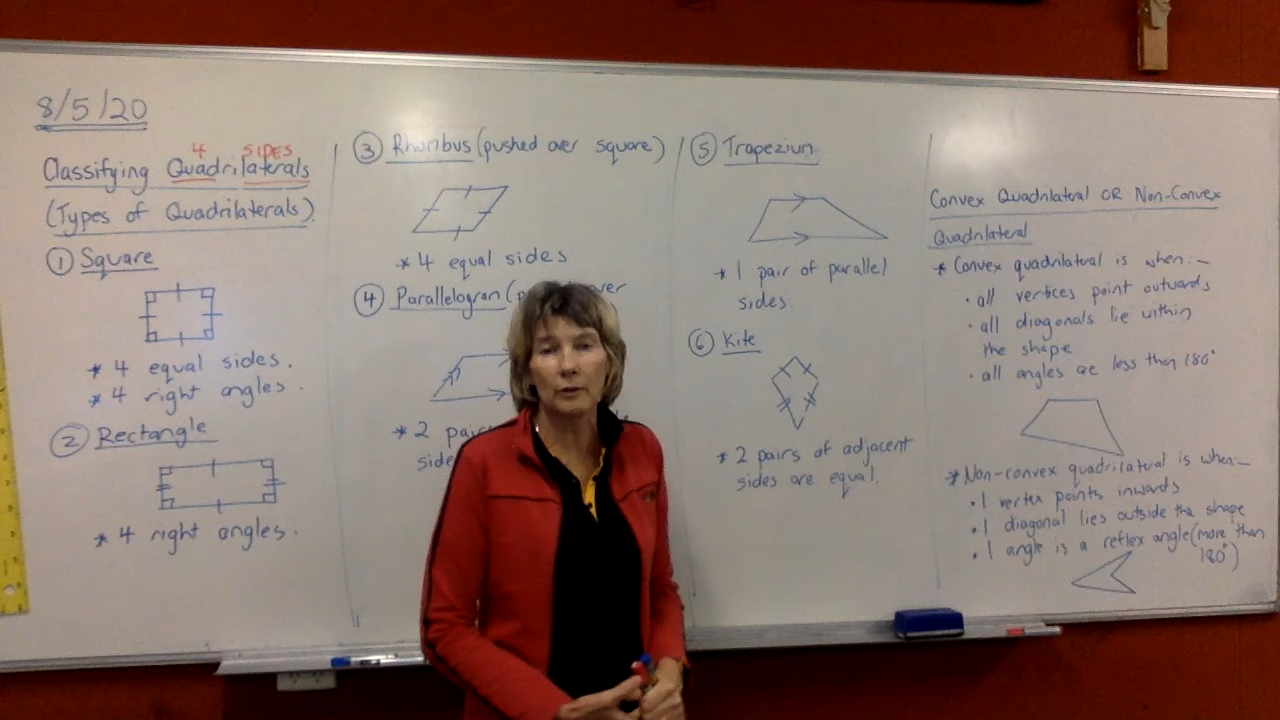 8/5/20
4 SIDES
Classifying Quadrilaterals
(Types of Quadrilaterals).
① Square
* 4 equal sides.
* 4 right angles.
② Rectangle
* 4 right angles.
③ Rhombus (pushed over square)
* 4 equal sides
④ Parallelogram (p over
* 2 pairs
side
⑤ Trapezium
* 1 pair of parallel
sides.
⑥ Kite
* 2 pairs of adjacent
sides are equal.
Convex Quadrilateral OR Non-Convex
Quadrilateral
* Convex quadrilateral is when:-
· all vertices point outwards
· all diagonals lie within
the shape
· all angles are less than 180°
* Non-convex quadrilateral is when-
· 1 vertex points inwards
· 1 diagonal lies outside the shape
· 1 angle is a reflex angle (more than
180°)